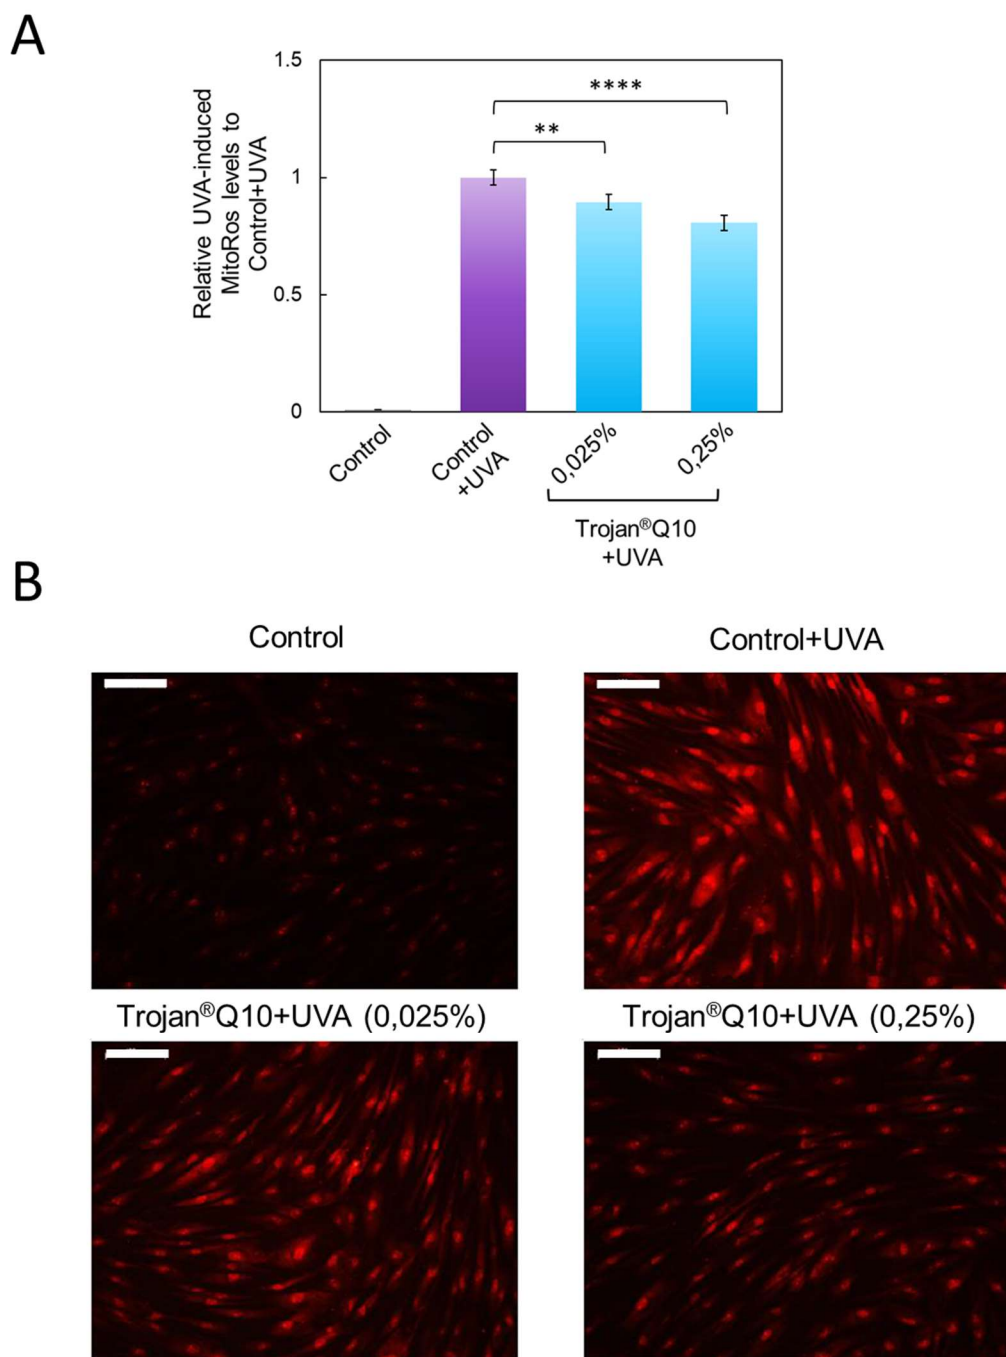 A
Relative UVA-induced
MitoRos levels to
Control+UVA
1.5
1
0.5
0
****
**
Control
Control
+UVA
0,025%
0,25%
Trojan®Q10
+UVA
B
Control
Control+UVA
Trojan®Q10+UVA (0,025%)
Trojan®Q10+UVA (0,25%)